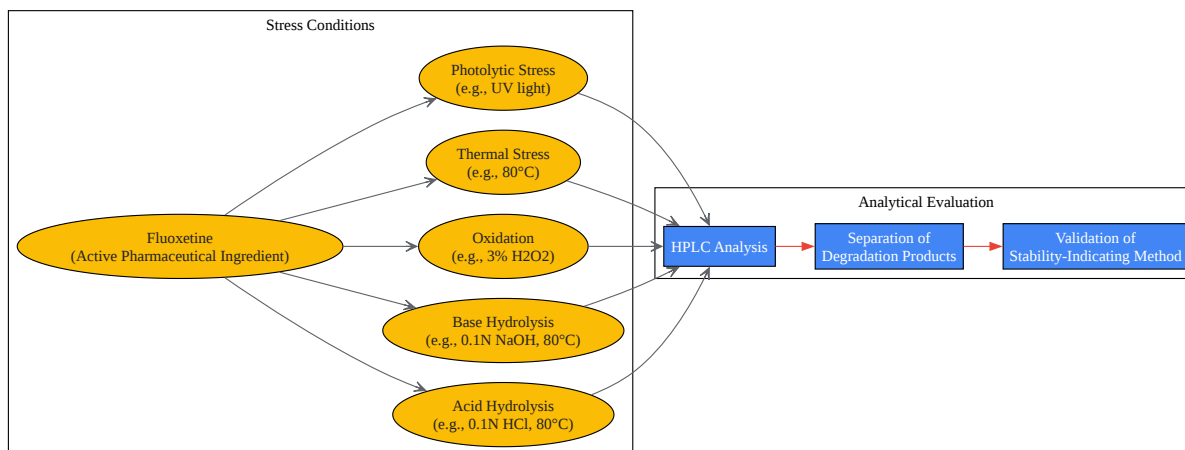 Stress Conditions
Photolytic Stress
(e.g., UV light)
Thermal Stress
(e.g., 80°C)
Analytical Evaluation
Fluoxetine
(Active Pharmaceutical Ingredient)
Oxidation
(e.g., 3% H2O2)
HPLC Analysis
Separation of
Degradation Products
Validation of
Stability-Indicating Method
Base Hydrolysis
(e.g., 0.1N NaOH, 80°C)
Acid Hydrolysis
(e.g., 0.1N HCl, 80°C)